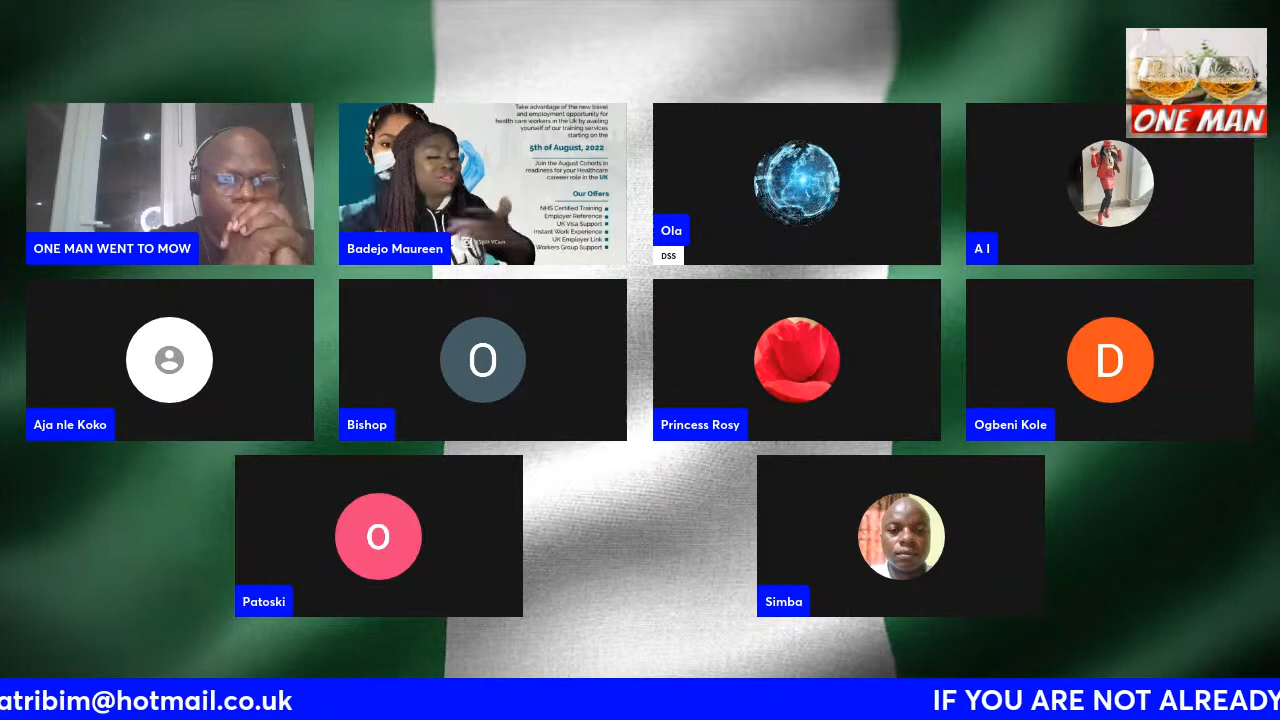 ONE MAN
Take advantage of the new travel
and employment opportunity for
health care workers in the UK by availing
yourself of our training services
starting on the
5th of August, 2022
Join the August Cohorts in
readiness for your Healthcare
careeer role in the UK
Our Offers
NHS Certified Training
Employer Reference
UK Visa Support
Instant Work Experience
UK Employer Link
Workers Group Support
Split VCam
ONE MAN WENT TO MOW
Badejo Maureen
Ola
DSS
A I
Aja nle Koko
O
Bishop
Princess Rosy
D
Ogbeni Kole
O
Patoski
Simba
atribim@hotmail.co.uk
IF YOU ARE NOT ALREADY